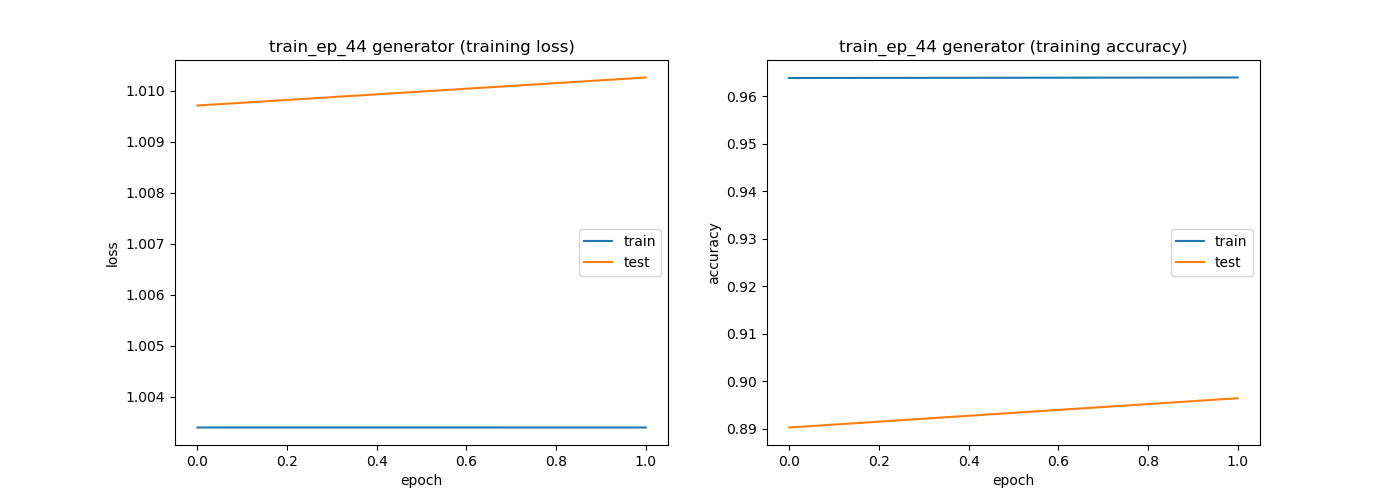 train_ep_44 generator (training loss)
1.010
1.009
1.008
1.007
1.006
1.005
1.004
loss
train
test
0.0 0.2 0.4 0.6 0.8 1.0
epoch
train_ep_44 generator (training accuracy)
0.96
0.95
0.94
0.93
0.92
0.91
0.90
0.89
accuracy
train
test
0.0 0.2 0.4 0.6 0.8 1.0
epoch